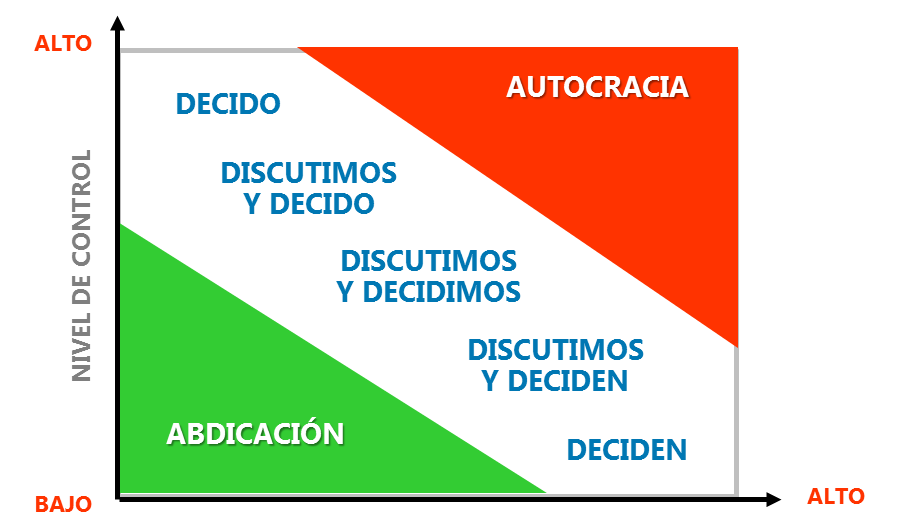 ALTO
AUTOCRACIA
DECIDO
DISCUTIMOS
Y DECIDO
NIVEL DE CONTROL
DISCUTIMOS
Y DECIDIMOS
DISCUTIMOS
Y DECIDEN
ABDICACIÓN
DECIDEN
BAJO
ALTO